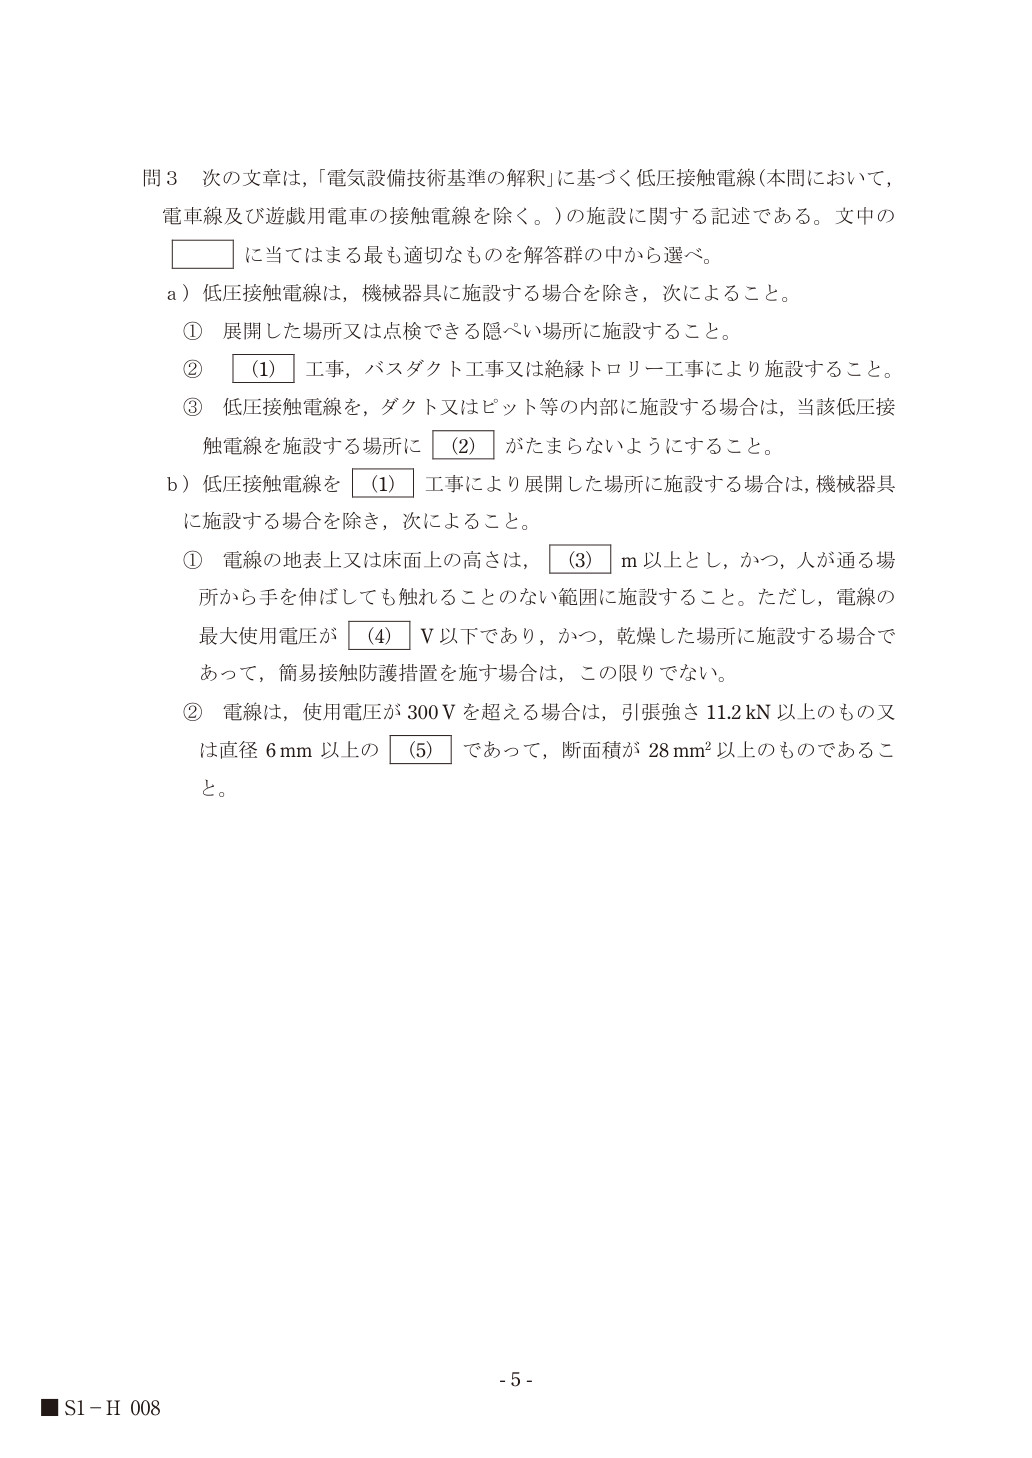 問3　次の文章は，「電気設備技術基準の解釈」に基づく低圧接触電線(本問において，
電車線及び遊戯用電車の接触電線を除く。)の施設に関する記述である。文中の
に当てはまる最も適切なものを解答群の中から選べ。
a）低圧接触電線は，機械器具に施設する場合を除き，次によること。
①　展開した場所又は点検できる隠ぺい場所に施設すること。
②　(1)　工事，バスダクト工事又は絶縁トロリー工事により施設すること。
③　低圧接触電線を，ダクト又はピット等の内部に施設する場合は，当該低圧接
触電線を施設する場所に　(2)　がたまらないようにすること。
b）低圧接触電線を　(1)　工事により展開した場所に施設する場合は，機械器具
に施設する場合を除き，次によること。
①　電線の地表上又は床面上の高さは，　(3)　m 以上とし，かつ，人が通る場
所から手を伸ばしても触れることのない範囲に施設すること。ただし，電線の
最大使用電圧が　(4)　V 以下であり，かつ，乾燥した場所に施設する場合で
あって，簡易接触防護措置を施す場合は，この限りでない。
②　電線は，使用電圧が 300 V を超える場合は，引張強さ 11.2 kN 以上のもの又
は直径 6 mm 以上の　(5)　であって，断面積が 28 mm² 以上のものであるこ
と。
- 5 -
■ S1－H 008